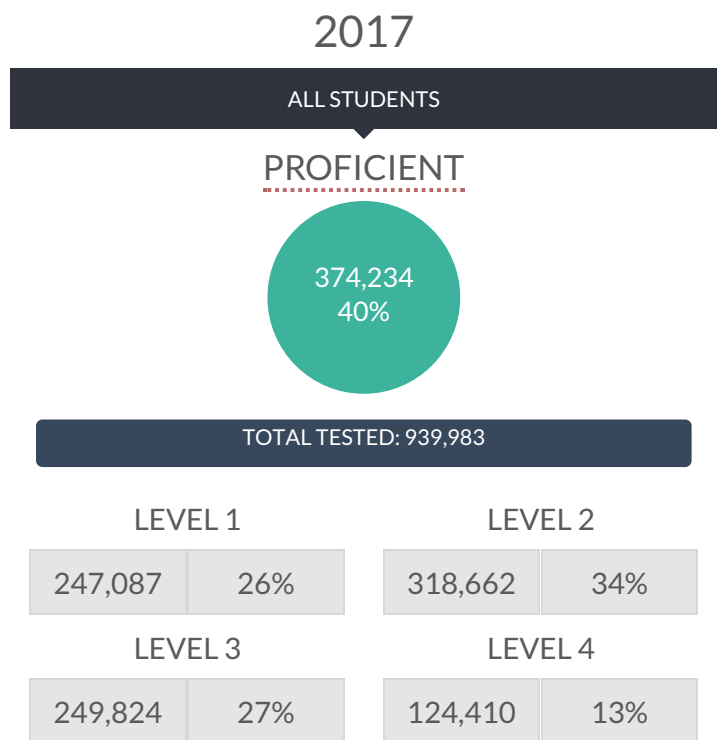 2017
ALL STUDENTS
PROFICIENT
374,234
40%
TOTAL TESTED: 939,983
LEVEL 1 LEVEL 2
247,087 26% 318,662 34%
LEVEL 3 LEVEL 4
249,824 27% 124,410 13%